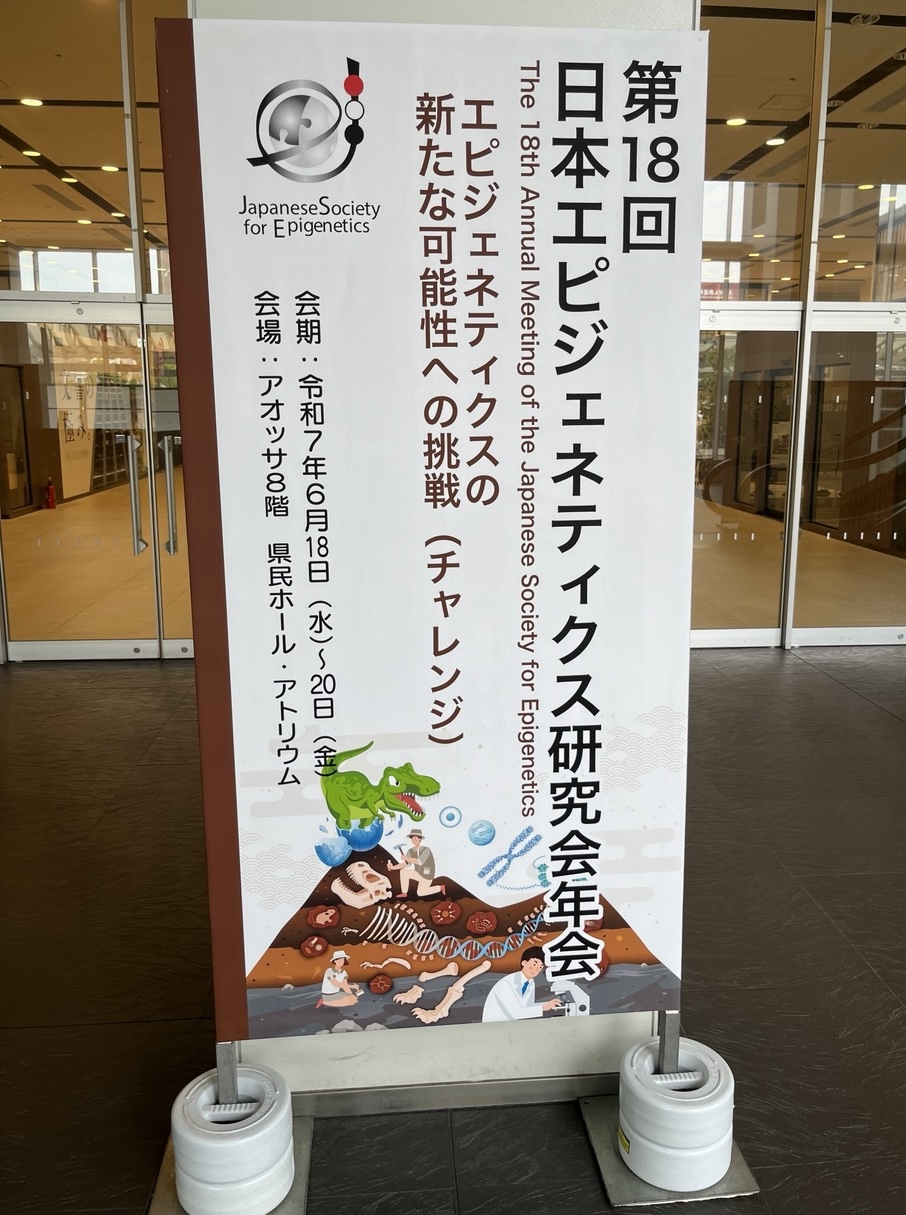 第18回
日本エピジェネティクス研究会年会
The 18th Annual Meeting of the Japanese Society for Epigenetics
エピジェネティクスの
新たな可能性への挑戦（チャレンジ）
JapaneseSociety
for Epigenetics
会期：令和7年6月18日（水）～20日（金）
会場：アオッサ8階　県民ホール・アトリウム